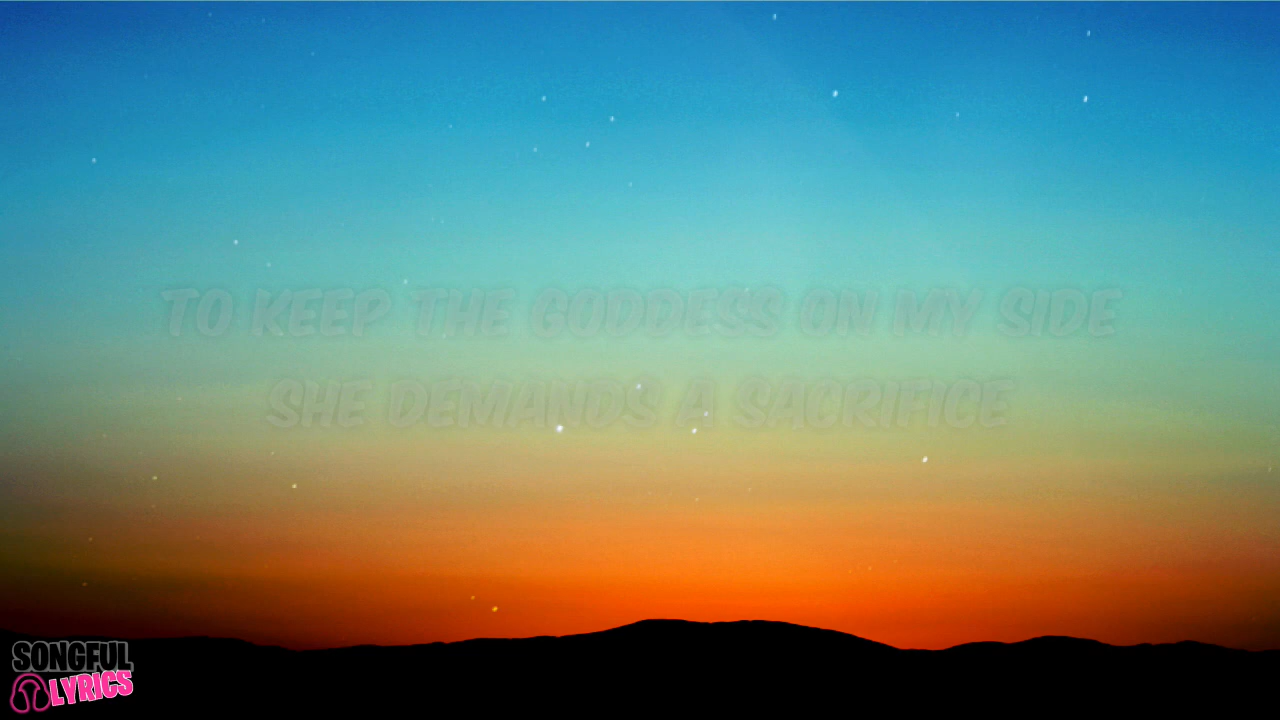 TO KEEP THE GODDESS ON MY SIDE
SHE DEMANDS A SACRIFICE
SONGFUL
LYRICS